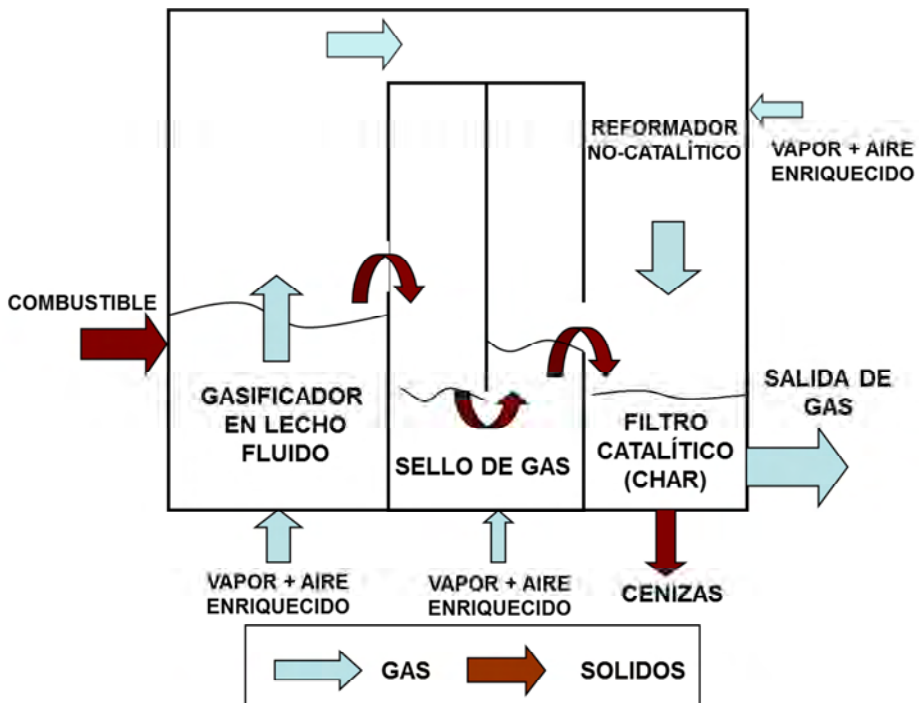 REFORMADOR
NO-CATALÍTICO
VAPOR + AIRE
ENRIQUECIDO
COMBUSTIBLE
GASIFICADOR
EN LECHO
FLUIDO
SELLO DE GAS
FILTRO
CATALÍTICO
(CHAR)
SALIDA DE
GAS
VAPOR + AIRE
ENRIQUECIDO
VAPOR + AIRE
ENRIQUECIDO
CENIZAS
GAS
SOLIDOS